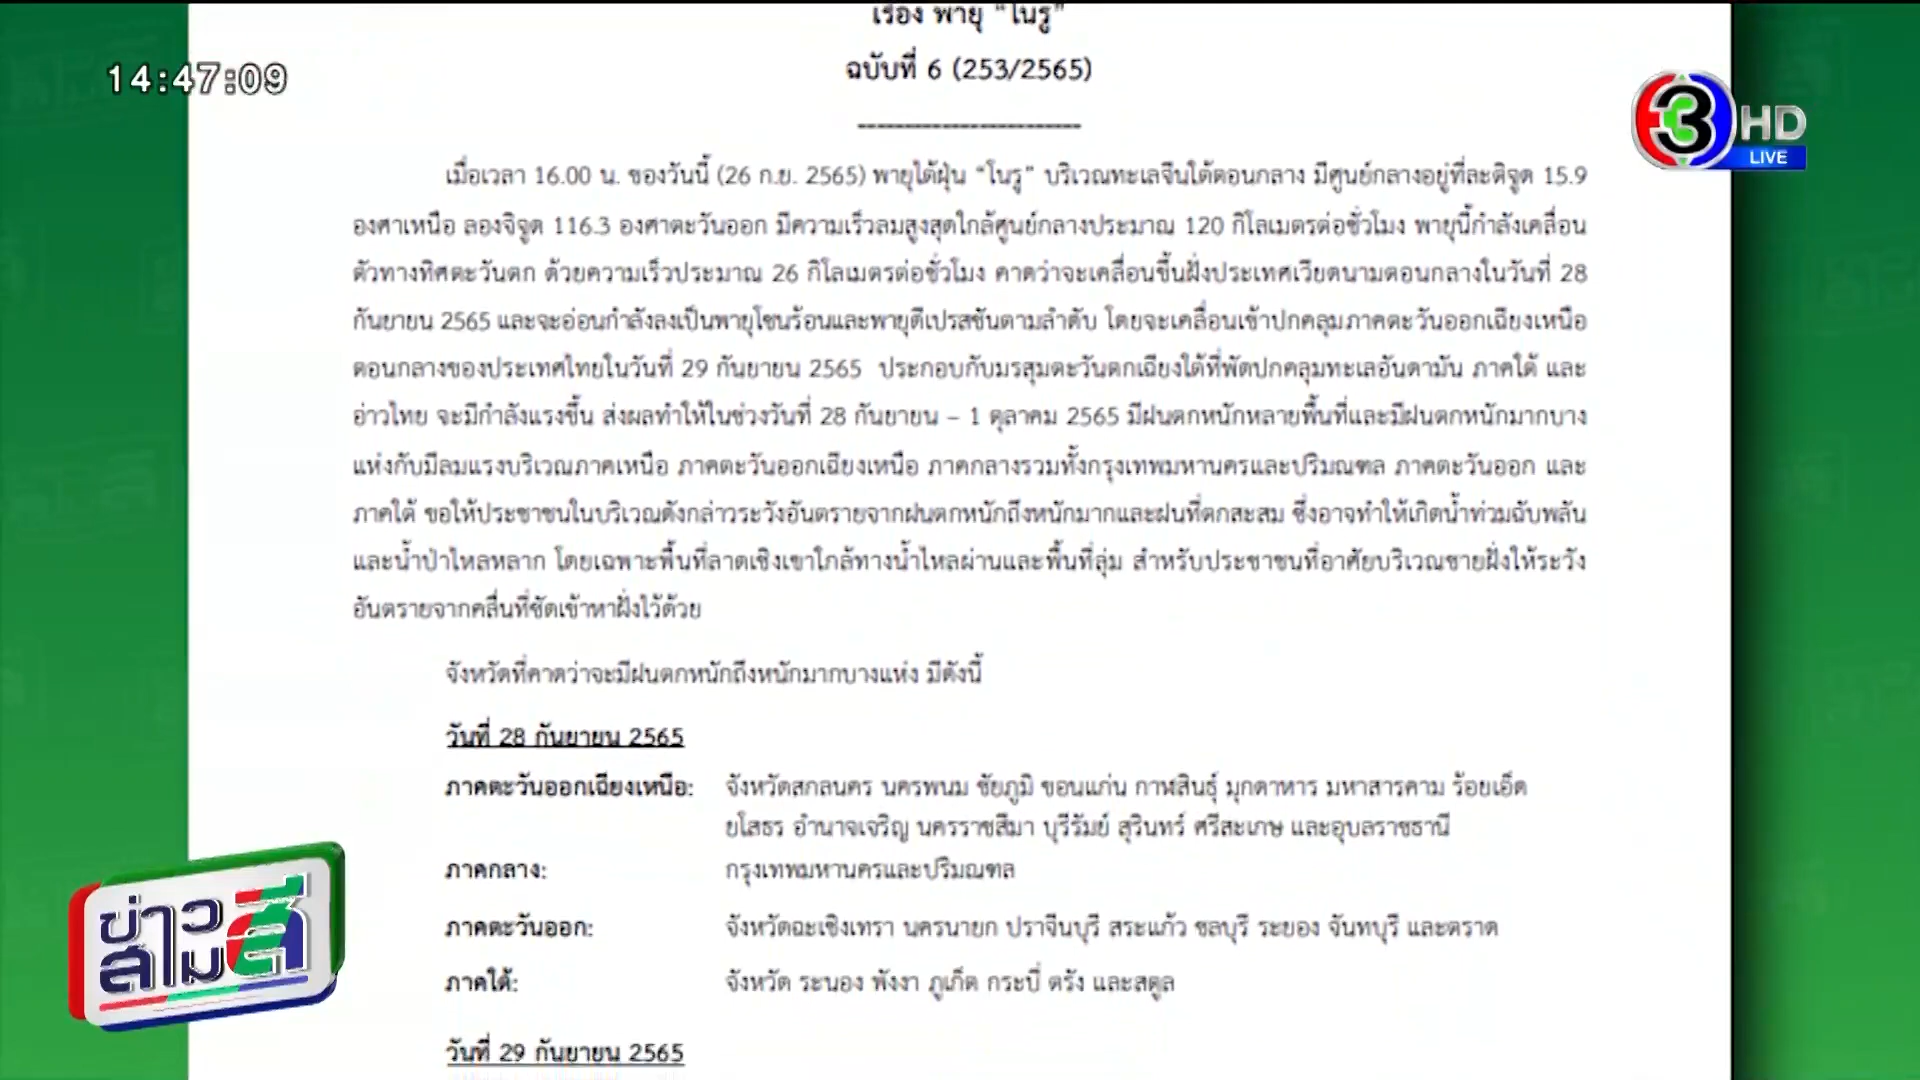 เรื่อง พายุ “โนรู”
ฉบับที่ 6 (253/2565)
14:47:09
3 HD
LIVE
เมื่อเวลา 16.00 น. ของวันนี้ (26 ก.ย. 2565) พายุไต้ฝุ่น “โนรู” บริเวณทะเลจีนใต้ตอนกลาง มีศูนย์กลางอยู่ที่ละติจูด 15.9
องศาเหนือ ลองจิจูด 116.3 องศาตะวันออก มีความเร็วลมสูงสุดใกล้ศูนย์กลางประมาณ 120 กิโลเมตรต่อชั่วโมง พายุนี้กำลังเคลื่อน
ตัวทางทิศตะวันตก ด้วยความเร็วประมาณ 26 กิโลเมตรต่อชั่วโมง คาดว่าจะเคลื่อนขึ้นฝั่งประเทศเวียดนามตอนกลางในวันที่ 28
กันยายน 2565 และจะอ่อนกำลังลงเป็นพายุโซนร้อนและพายุดีเปรสชันตามลำดับ โดยจะเคลื่อนเข้าปกคลุมภาคตะวันออกเฉียงเหนือ
ตอนกลางของประเทศไทยในวันที่ 29 กันยายน 2565 ประกอบกับมรสุมตะวันตกเฉียงใต้ที่พัดปกคลุมทะเลอันดามัน ภาคใต้ และ
อ่าวไทย จะมีกำลังแรงขึ้น ส่งผลทำให้ในช่วงวันที่ 28 กันยายน – 1 ตุลาคม 2565 มีฝนตกหนักหลายพื้นที่และมีฝนตกหนักมากบาง
แห่งกับมีลมแรงบริเวณภาคเหนือ ภาคตะวันออกเฉียงเหนือ ภาคกลางรวมทั้งกรุงเทพมหานครและปริมณฑล ภาคตะวันออก และ
ภาคใต้ ขอให้ประชาชนในบริเวณดังกล่าวระวังอันตรายจากฝนตกหนักถึงหนักมากและฝนที่ตกสะสม ซึ่งอาจทำให้เกิดน้ำท่วมฉับพลัน
และน้ำป่าไหลหลาก โดยเฉพาะพื้นที่ลาดเชิงเขาใกล้ทางน้ำไหลผ่านและพื้นที่ลุ่ม สำหรับประชาชนที่อาศัยบริเวณชายฝั่งให้ระวัง
อันตรายจากคลื่นที่ซัดเข้าหาฝั่งไว้ด้วย
จังหวัดที่คาดว่าจะมีฝนตกหนักถึงหนักมากบางแห่ง มีดังนี้
วันที่ 28 กันยายน 2565
ภาคตะวันออกเฉียงเหนือ: จังหวัดสกลนคร นครพนม ชัยภูมิ ขอนแก่น กาฬสินธุ์ มุกดาหาร มหาสารคาม ร้อยเอ็ด
ยโสธร อำนาจเจริญ นครราชสีมา บุรีรัมย์ สุรินทร์ ศรีสะเกษ และอุบลราชธานี
ภาคกลาง: กรุงเทพมหานครและปริมณฑล
ภาคตะวันออก: จังหวัดฉะเชิงเทรา นครนายก ปราจีนบุรี สระแก้ว ชลบุรี ระยอง จันทบุรี และตราด
ภาคใต้: จังหวัด ระนอง พังงา ภูเก็ต กระบี่ ตรัง และสตูล
วันที่ 29 กันยายน 2565
ข่าว
สามสี